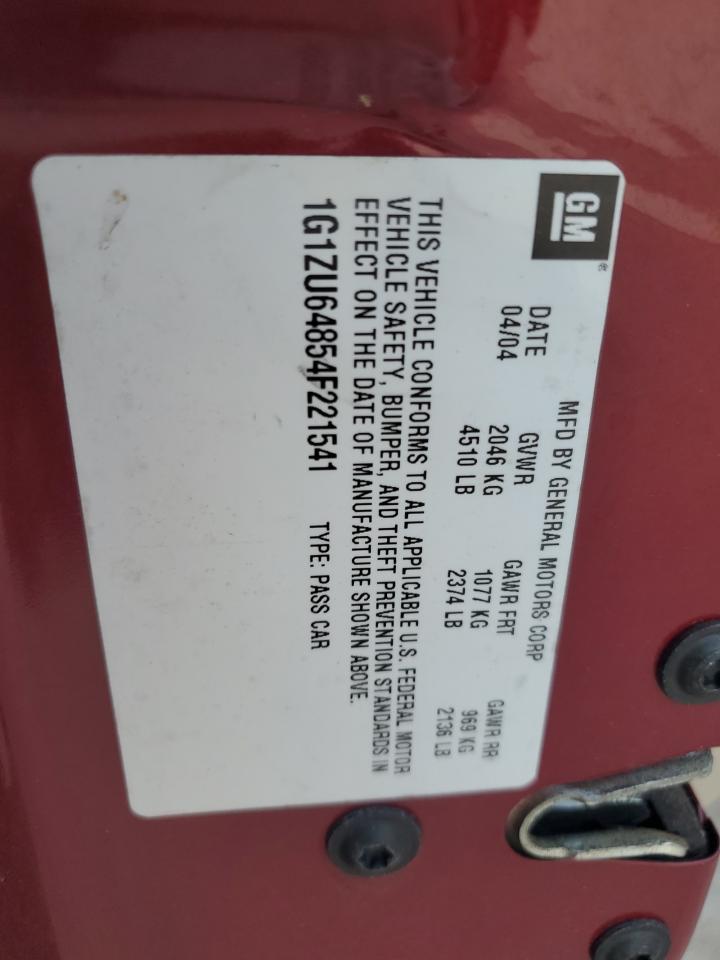 GM®
MFD BY GENERAL MOTORS CORP
DATE GVWR GAWR FRT GAWR RR
04/04 2046 KG 1077 KG 969 KG
4510 LB 2374 LB 2136 LB
THIS VEHICLE CONFORMS TO ALL APPLICABLE U.S. FEDERAL MOTOR
VEHICLE SAFETY, BUMPER, AND THEFT PREVENTION STANDARDS IN
EFFECT ON THE DATE OF MANUFACTURE SHOWN ABOVE.
1G1ZU64854F221541 TYPE: PASS CAR